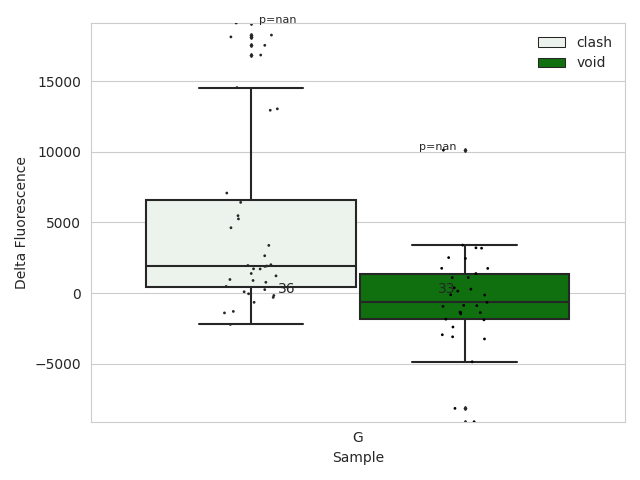 p=nan
clash
void
15000
p=nan
10000
5000
36
33
0
−5000
Delta Fluorescence
G
Sample